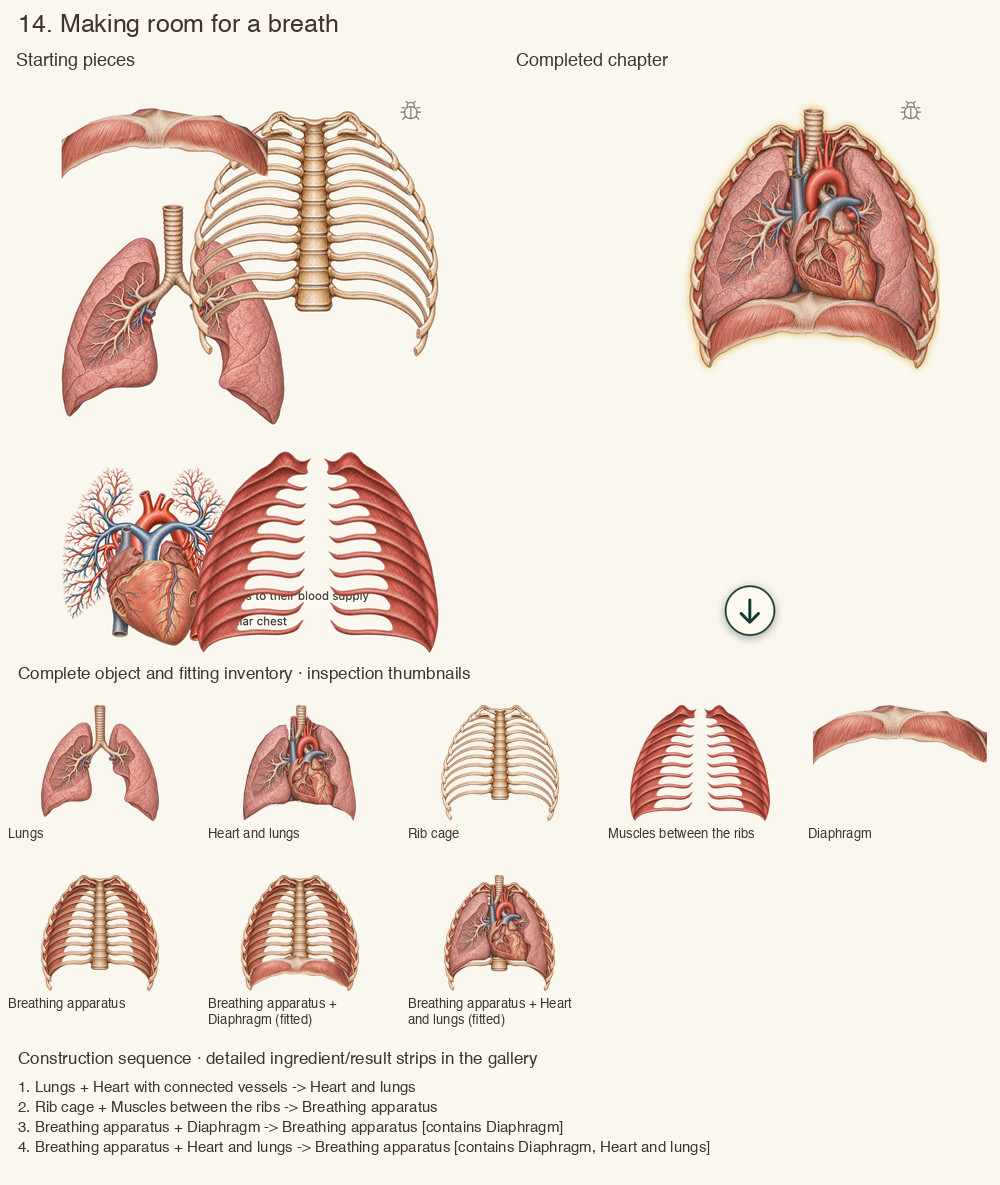 14. Making room for a breath
Starting pieces
Completed chapter
to their blood supply
chest
Complete object and fitting inventory · inspection thumbnails
Lungs
Heart and lungs
Rib cage
Muscles between the ribs
Diaphragm
Breathing apparatus
Breathing apparatus +
Diaphragm (fitted)
Breathing apparatus + Heart
and lungs (fitted)
Construction sequence · detailed ingredient/result strips in the gallery
1. Lungs + Heart with connected vessels -> Heart and lungs
2. Rib cage + Muscles between the ribs -> Breathing apparatus
3. Breathing apparatus + Diaphragm -> Breathing apparatus [contains Diaphragm]
4. Breathing apparatus + Heart and lungs -> Breathing apparatus [contains Diaphragm, Heart and lungs]